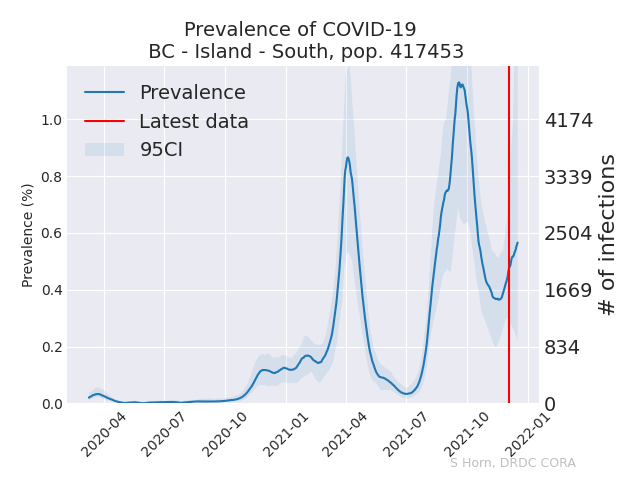 Prevalence of COVID-19
BC - Island - South, pop. 417453
Prevalence
Latest data
95CI
Prevalence (%)
1.0
0.8
0.6
0.4
0.2
0.0
4174
3339
2504
1669
834
0
# of infections
2020-04
2020-07
2020-10
2021-01
2021-04
2021-07
2021-10
2022-01
S Horn, DRDC CORA